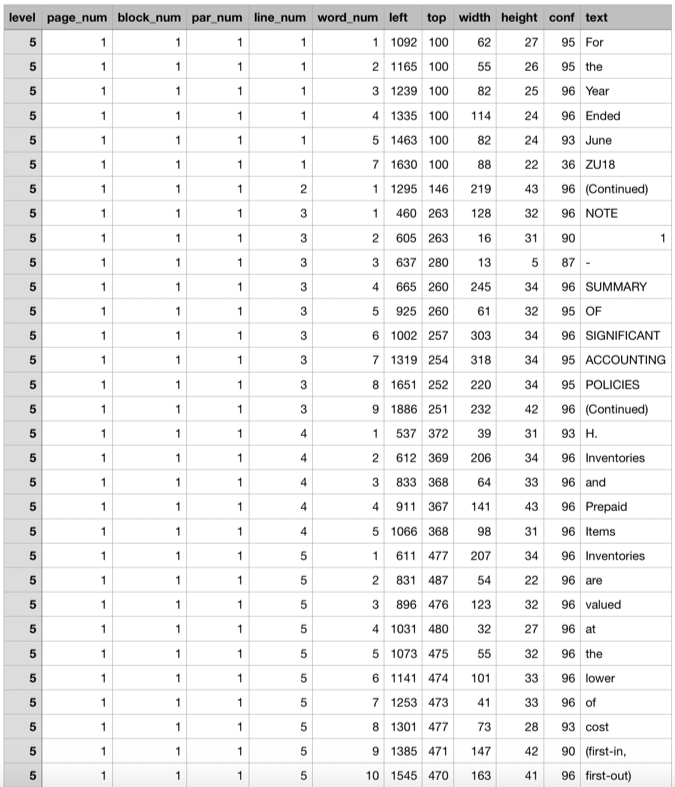 level page_num block_num par_num line_num word_num left top width height conf text
5 1 1 1 1 1 1092 100 62 27 95 For
5 1 1 1 1 2 1165 100 55 26 95 the
5 1 1 1 1 3 1239 100 82 25 96 Year
5 1 1 1 1 4 1335 100 114 24 96 Ended
5 1 1 1 1 5 1463 100 82 24 93 June
5 1 1 1 1 7 1630 100 88 22 36 ZU18
5 1 1 1 2 1 1295 146 219 43 96 (Continued)
5 1 1 1 3 1 460 263 128 32 96 NOTE
5 1 1 1 3 2 605 263 16 31 90 1
5 1 1 1 3 3 637 280 13 5 87 -
5 1 1 1 3 4 665 260 245 34 96 SUMMARY
5 1 1 1 3 5 925 260 61 32 95 OF
5 1 1 1 3 6 1002 257 303 34 96 SIGNIFICANT
5 1 1 1 3 7 1319 254 318 34 95 ACCOUNTING
5 1 1 1 3 8 1651 252 220 34 95 POLICIES
5 1 1 1 3 9 1886 251 232 42 96 (Continued)
5 1 1 1 4 1 537 372 39 31 93 H.
5 1 1 1 4 2 612 369 206 34 96 Inventories
5 1 1 1 4 3 833 368 64 33 96 and
5 1 1 1 4 4 911 367 141 43 96 Prepaid
5 1 1 1 4 5 1066 368 98 31 96 Items
5 1 1 1 5 1 611 477 207 34 96 Inventories
5 1 1 1 5 2 831 487 54 22 96 are
5 1 1 1 5 3 896 476 123 32 96 valued
5 1 1 1 5 4 1031 480 32 27 96 at
5 1 1 1 5 5 1073 475 55 32 96 the
5 1 1 1 5 6 1141 474 101 33 96 lower
5 1 1 1 5 7 1253 473 41 33 96 of
5 1 1 1 5 8 1301 477 73 28 93 cost
5 1 1 1 5 9 1385 471 147 42 90 (first-in,
5 1 1 1 5 10 1545 470 163 41 96 first-out)